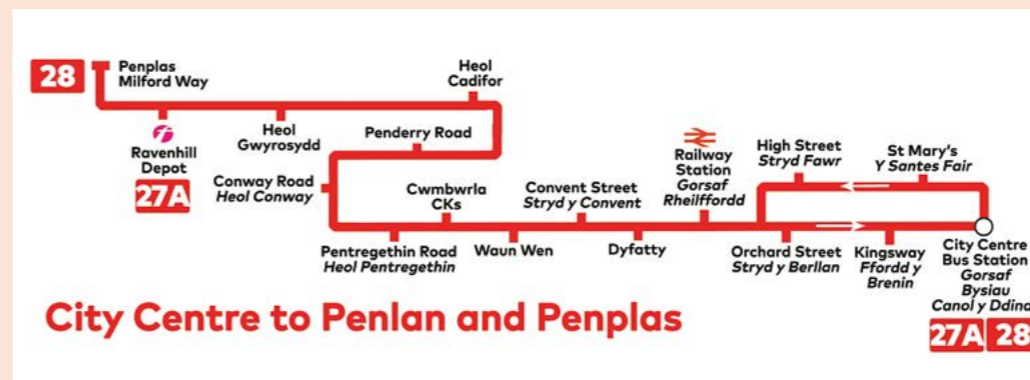 28
Penplas
Milford Way
Ravenhill
Depot
27A
Heol
Gwyrosydd
Heol
Cadifor
Penderry Road
Conway Road
Heol Conway
Pentregethin Road
Heol Pentregethin
Cwmbwrla
CKs
Waun Wen
Convent Street
Stryd y Convent
Dyfatty
Railway
Station
Gorsaf
Rheilffordd
High Street
Stryd Fawr
St Mary's
Y Santes Fair
Orchard Street
Stryd y Berllan
Kingsway
Ffordd y
Brenin
City Centre
Bus Station
Gorsaf
Bysiau
Canol y Ddina
27A 28
City Centre to Penlan and Penplas